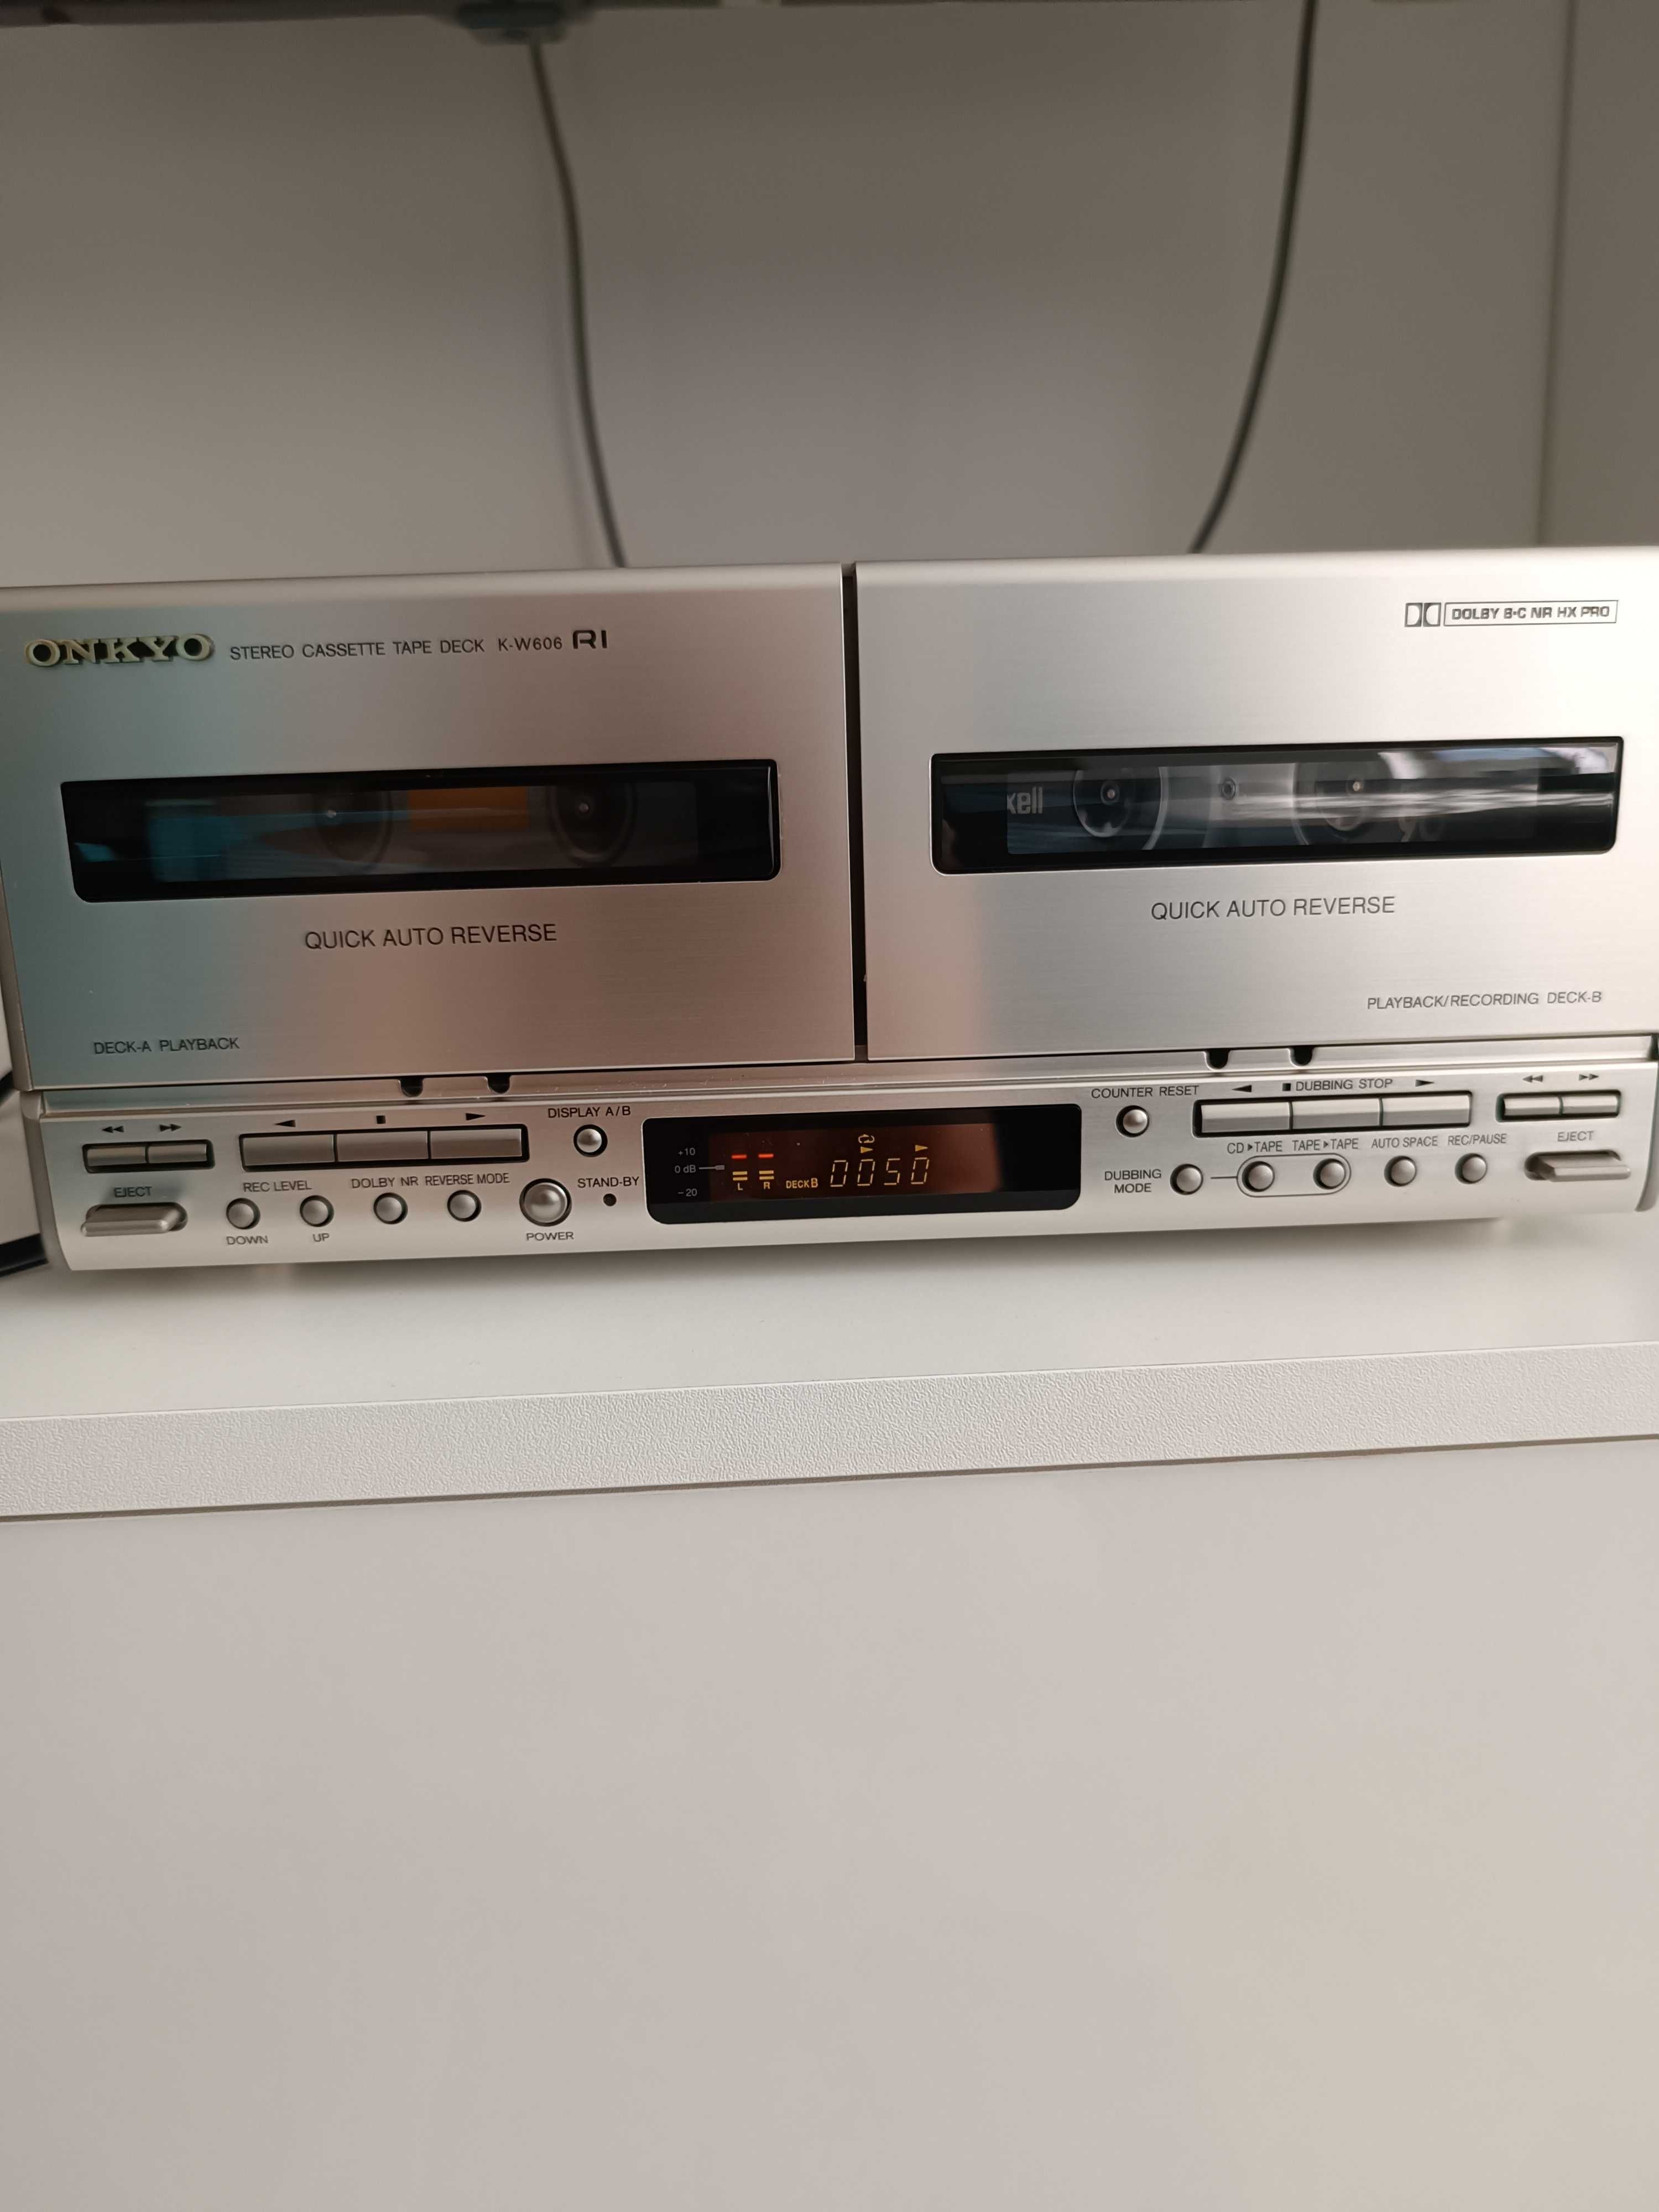 ONKYO STEREO CASSETTE TAPE DECK K-W606 RI
DOLBY B·C NR HX PRO
xell
90
QUICK AUTO REVERSE
QUICK AUTO REVERSE
DECK-A PLAYBACK
PLAYBACK/RECORDING DECK-B
DISPLAY A/B
COUNTER RESET
DUBBING STOP
EJECT
REC LEVEL
DOWN
UP
DOLBY NR
REVERSE MODE
POWER
STAND-BY
+10
0 dB
-20
L
R
DECK B
0050
DUBBING
MODE
CD ▸ TAPE
TAPE ▸ TAPE
AUTO SPACE
REC/PAUSE
EJECT